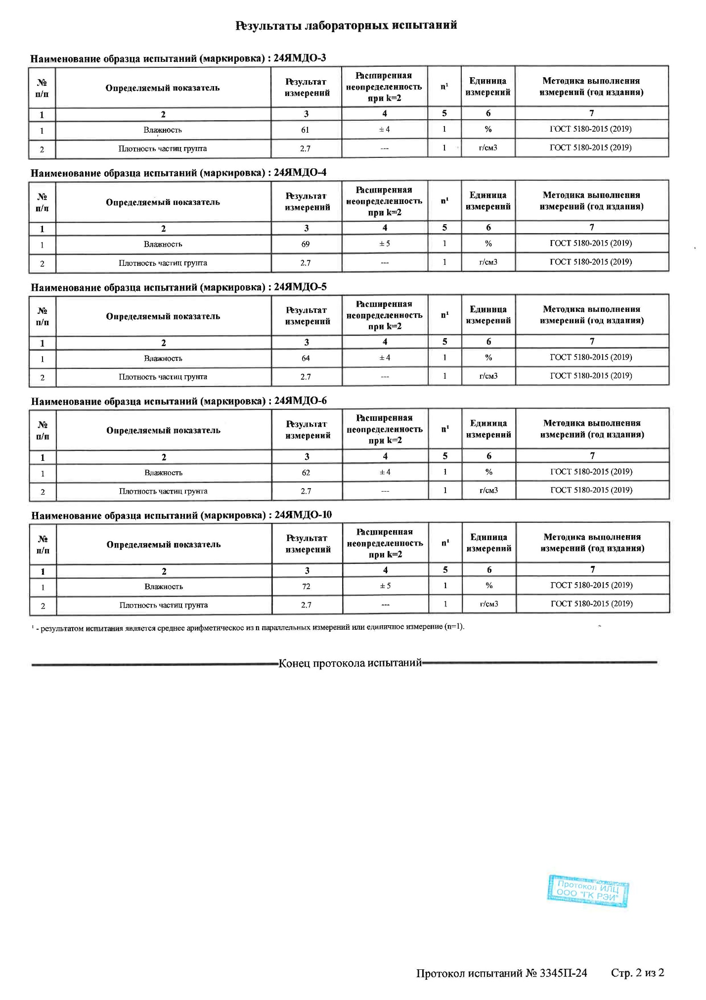 Результаты лабораторных испытаний
Наименование образца испытаний (маркировка) : 24ЯМДО-3
№ п/п Определяемый показатель Результат измерений Расширенная неопределенность при k=2 n¹ Единица измерений Методика выполнения измерений (год издания)
1 2 3 4 5 6 7
1 Влажность 61 ± 4 1 % ГОСТ 5180-2015 (2019)
2 Плотность частиц грунта 2.7 --- 1 г/см3 ГОСТ 5180-2015 (2019)
Наименование образца испытаний (маркировка) : 24ЯМДО-4
№ п/п Определяемый показатель Результат измерений Расширенная неопределенность при k=2 n¹ Единица измерений Методика выполнения измерений (год издания)
1 2 3 4 5 6 7
1 Влажность 69 ± 5 1 % ГОСТ 5180-2015 (2019)
2 Плотность частиц грунта 2.7 --- 1 г/см3 ГОСТ 5180-2015 (2019)
Наименование образца испытаний (маркировка) : 24ЯМДО-5
№ п/п Определяемый показатель Результат измерений Расширенная неопределенность при k=2 n¹ Единица измерений Методика выполнения измерений (год издания)
1 2 3 4 5 6 7
1 Влажность 64 ± 4 1 % ГОСТ 5180-2015 (2019)
2 Плотность частиц грунта 2.7 --- 1 г/см3 ГОСТ 5180-2015 (2019)
Наименование образца испытаний (маркировка) : 24ЯМДО-6
№ п/п Определяемый показатель Результат измерений Расширенная неопределенность при k=2 n¹ Единица измерений Методика выполнения измерений (год издания)
1 2 3 4 5 6 7
1 Влажность 62 ± 4 1 % ГОСТ 5180-2015 (2019)
2 Плотность частиц грунта 2.7 --- 1 г/см3 ГОСТ 5180-2015 (2019)
Наименование образца испытаний (маркировка) : 24ЯМДО-10
№ п/п Определяемый показатель Результат измерений Расширенная неопределенность при k=2 n¹ Единица измерений Методика выполнения измерений (год издания)
1 2 3 4 5 6 7
1 Влажность 72 ± 5 1 % ГОСТ 5180-2015 (2019)
2 Плотность частиц грунта 2.7 --- 1 г/см3 ГОСТ 5180-2015 (2019)
¹ - результатом испытания является среднее арифметическое из n параллельных измерений или единичное измерение (n=1).
Конец протокола испытаний
Протокол ИЛЦ
ООО "ГК РЭИ"
Протокол испытаний № 3345П-24 Стр. 2 из 2